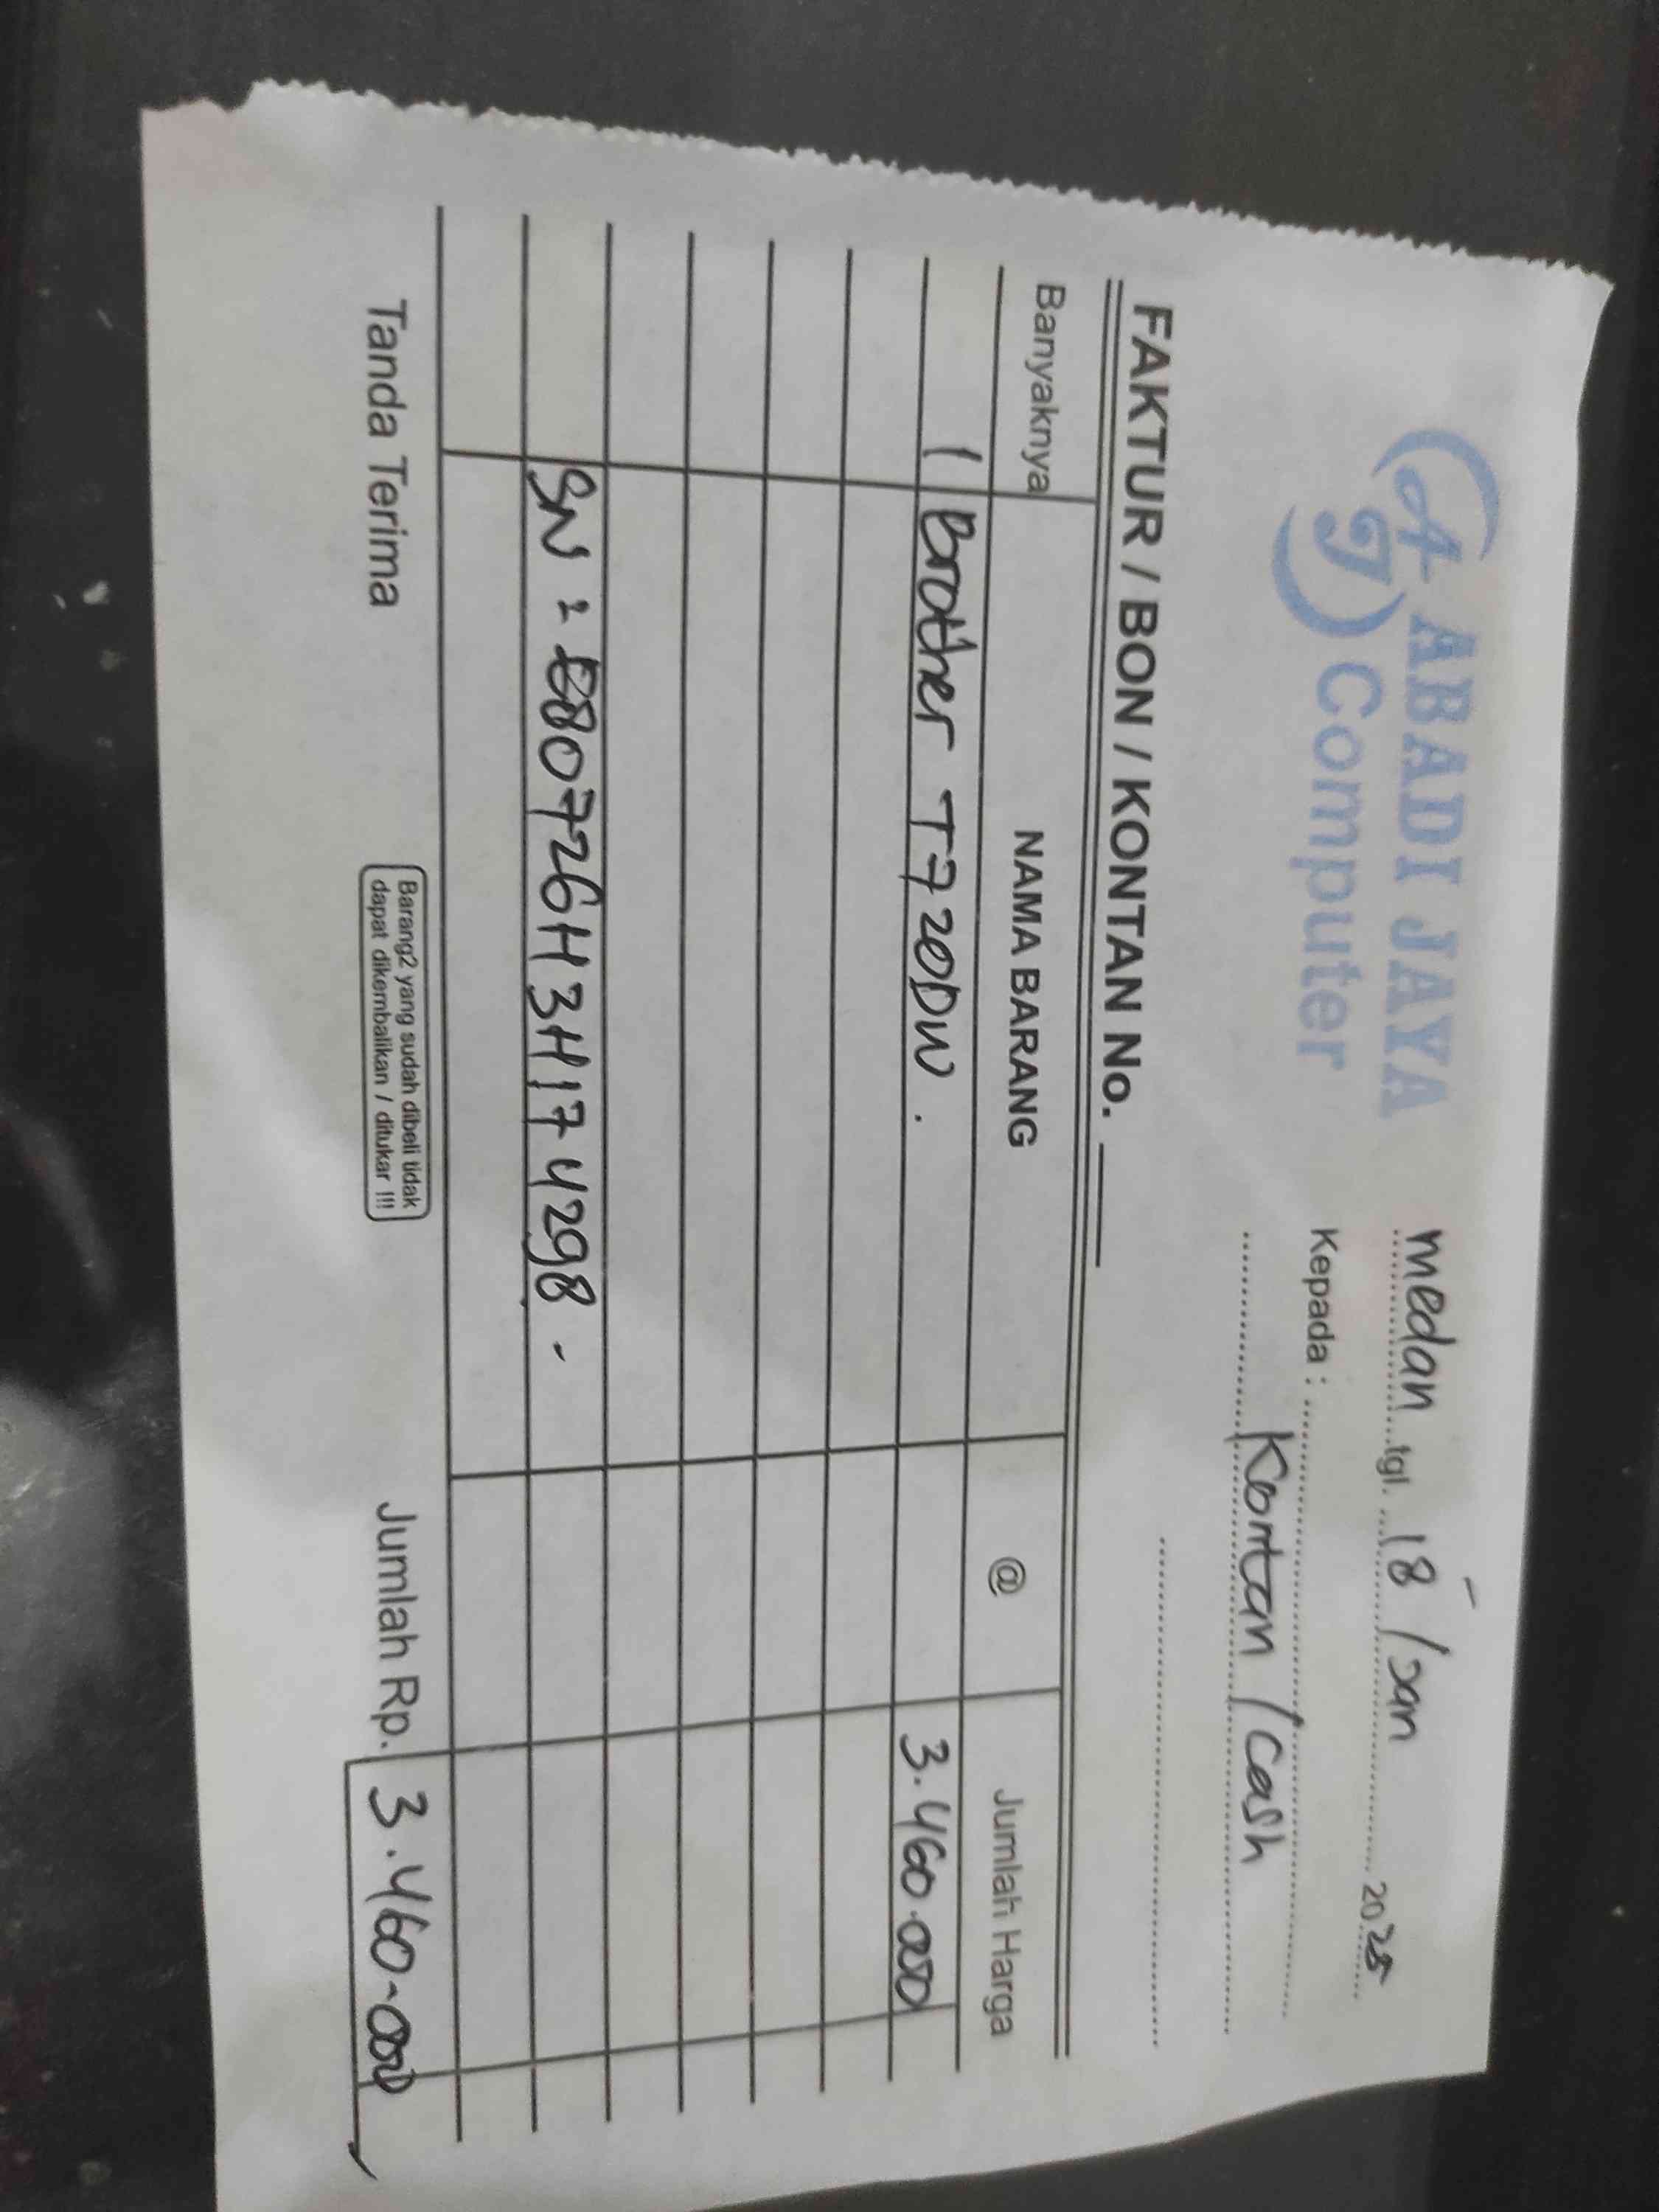 AJ ABADI JAYA
Computer
medan tgl. 18 / Jan 2025
Kepada :
Kontan / Cash
FAKTUR / BON / KONTAN No.
Banyaknya NAMA BARANG @ Jumlah Harga
1 Brother T720DW. 3.460.000
SN : E80726H3H174298 -
Tanda Terima
Barang2 yang sudah dibeli tidak
dapat dikembalikan / ditukar !!!
Jumlah Rp. 3.460.000